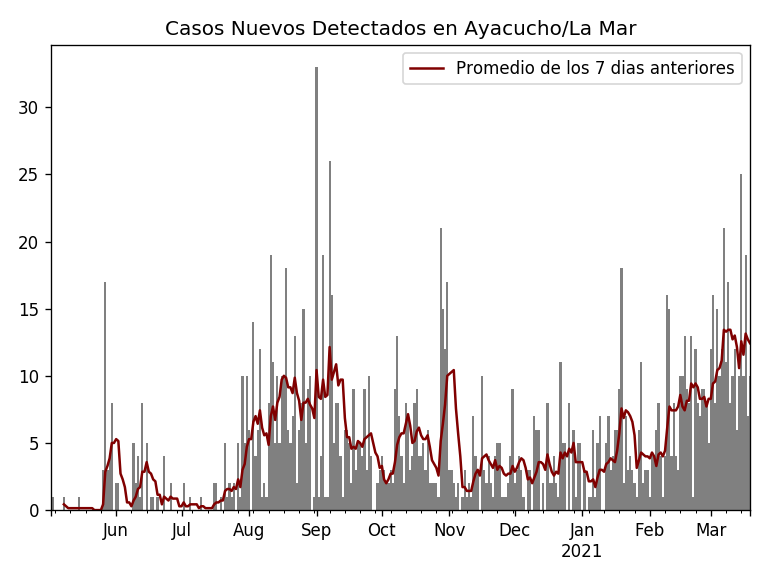 Casos Nuevos Detectados en Ayacucho/La Mar
Promedio de los 7 dias anteriores
30
25
20
15
10
5
0
Jun Jul Aug Sep Oct Nov Dec Jan Feb Mar
2021